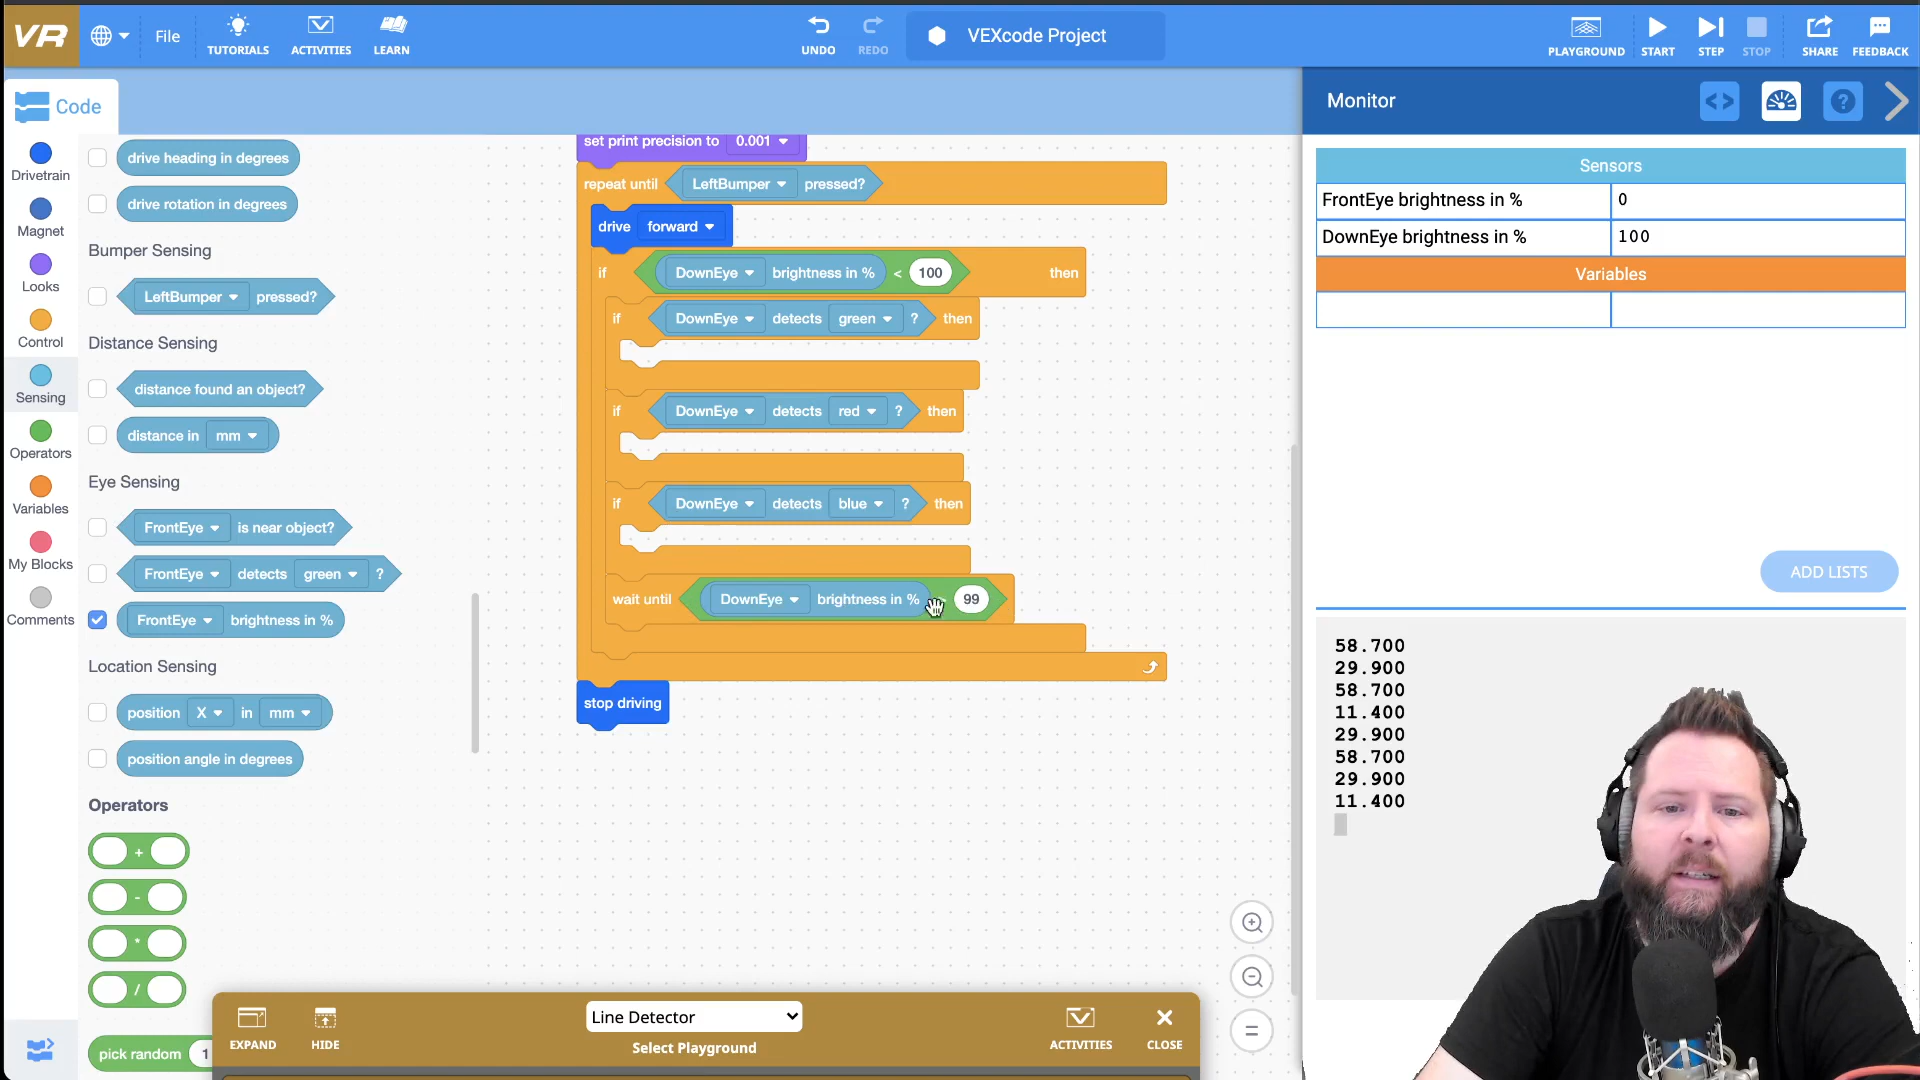 VR
File
TUTORIALS
ACTIVITIES
LEARN
UNDO
REDO
VEXcode Project
PLAYGROUND
START
STEP
STOP
SHARE
FEEDBACK
Code
Drivetrain
Magnet
Looks
Control
Sensing
Operators
Variables
My Blocks
Comments
drive heading in degrees
drive rotation in degrees
Bumper Sensing
LeftBumper pressed?
Distance Sensing
distance found an object?
distance in mm
Eye Sensing
FrontEye is near object?
FrontEye detects green ?
FrontEye brightness in %
Location Sensing
position X in mm
position angle in degrees
Operators
+
-
*
/
pick random 1
set print precision to 0.001
repeat until LeftBumper pressed?
drive forward
if DownEye brightness in % < 100 then
if DownEye detects green ? then
if DownEye detects red ? then
if DownEye detects blue ? then
wait until DownEye brightness in % 99
stop driving
EXPAND
HIDE
Line Detector
Select Playground
ACTIVITIES
CLOSE
Monitor
Sensors
FrontEye brightness in % 0
DownEye brightness in % 100
Variables
ADD LISTS
58.700
29.900
58.700
11.400
29.900
58.700
29.900
11.400